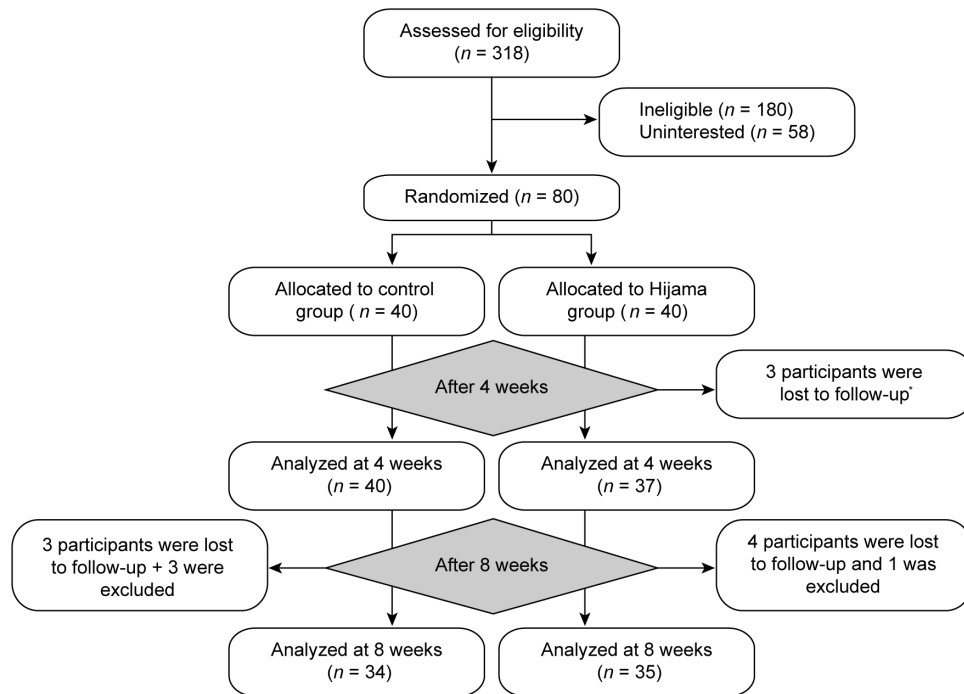 Assessed for eligibility
(n = 318)
Ineligible (n = 180)
Uninterested (n = 58)
Randomized (n = 80)
Allocated to control
group ( n = 40)
Allocated to Hijama
group (n = 40)
After 4 weeks
3 participants were
lost to follow-up*
Analyzed at 4 weeks
(n = 40)
Analyzed at 4 weeks
(n = 37)
3 participants were lost
to follow-up + 3 were
excluded
After 8 weeks
4 participants were lost
to follow-up and 1 was
excluded
Analyzed at 8 weeks
(n = 34)
Analyzed at 8 weeks
(n = 35)